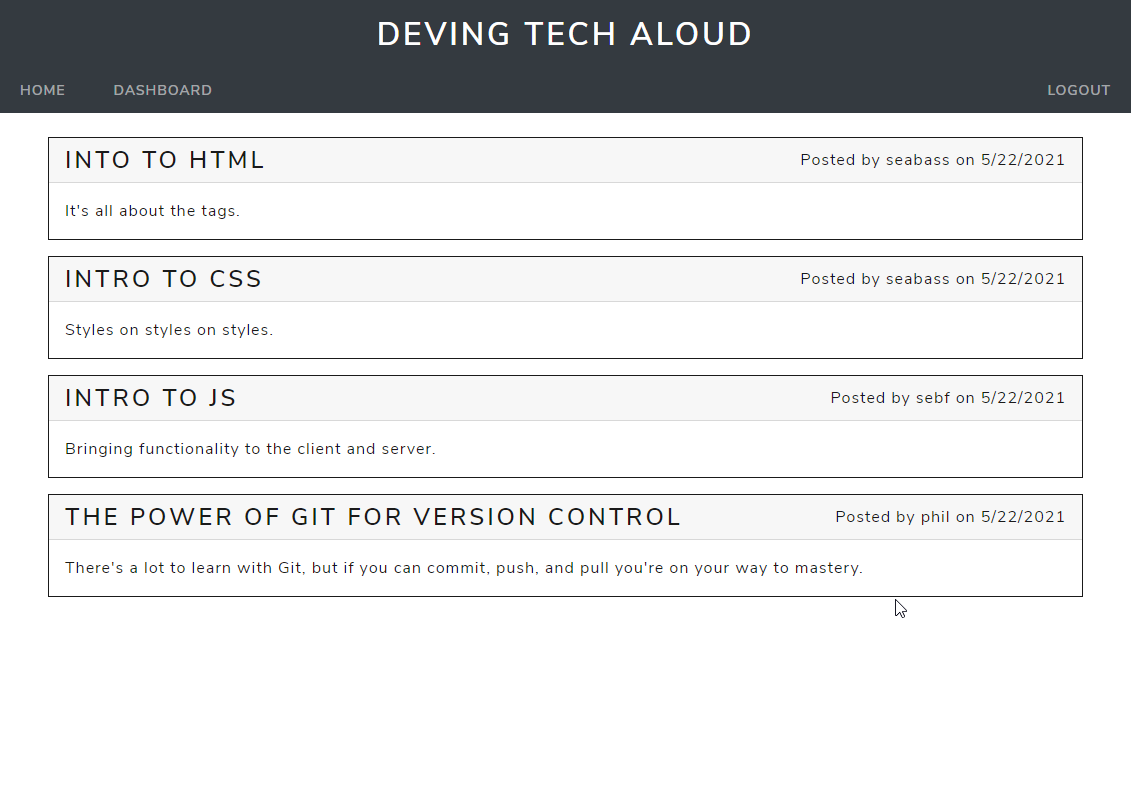 DEVING TECH ALOUD
HOME DASHBOARD LOGOUT
INTO TO HTML Posted by seabass on 5/22/2021
It's all about the tags.
INTRO TO CSS Posted by seabass on 5/22/2021
Styles on styles on styles.
INTRO TO JS Posted by sebf on 5/22/2021
Bringing functionality to the client and server.
THE POWER OF GIT FOR VERSION CONTROL Posted by phil on 5/22/2021
There's a lot to learn with Git, but if you can commit, push, and pull you're on your way to mastery.